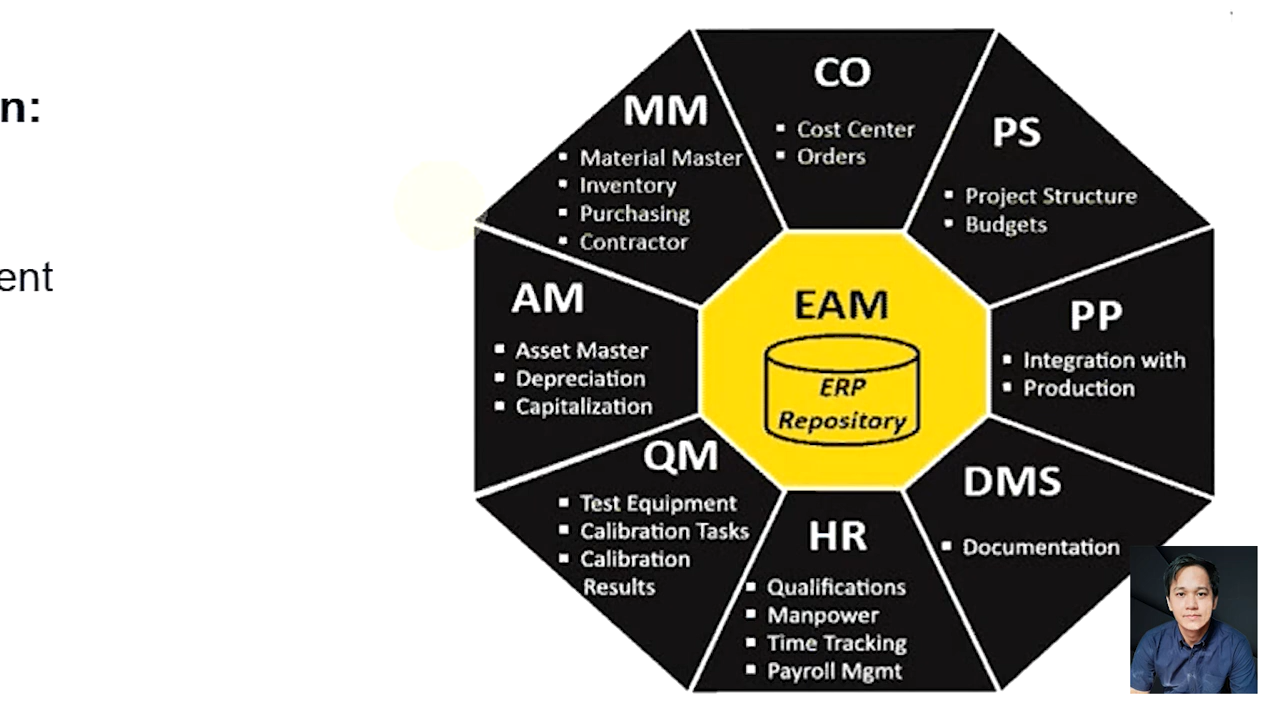 n:
ent
CO
Cost Center
Orders
MM
Material Master
Inventory
Purchasing
Contractor
PS
Project Structure
Budgets
AM
Asset Master
Depreciation
Capitalization
EAM
ERP
Repository
PP
Integration with
Production
QM
Test Equipment
Calibration Tasks
Calibration
Results
HR
Qualifications
Manpower
Time Tracking
Payroll Mgmt
DMS
Documentation